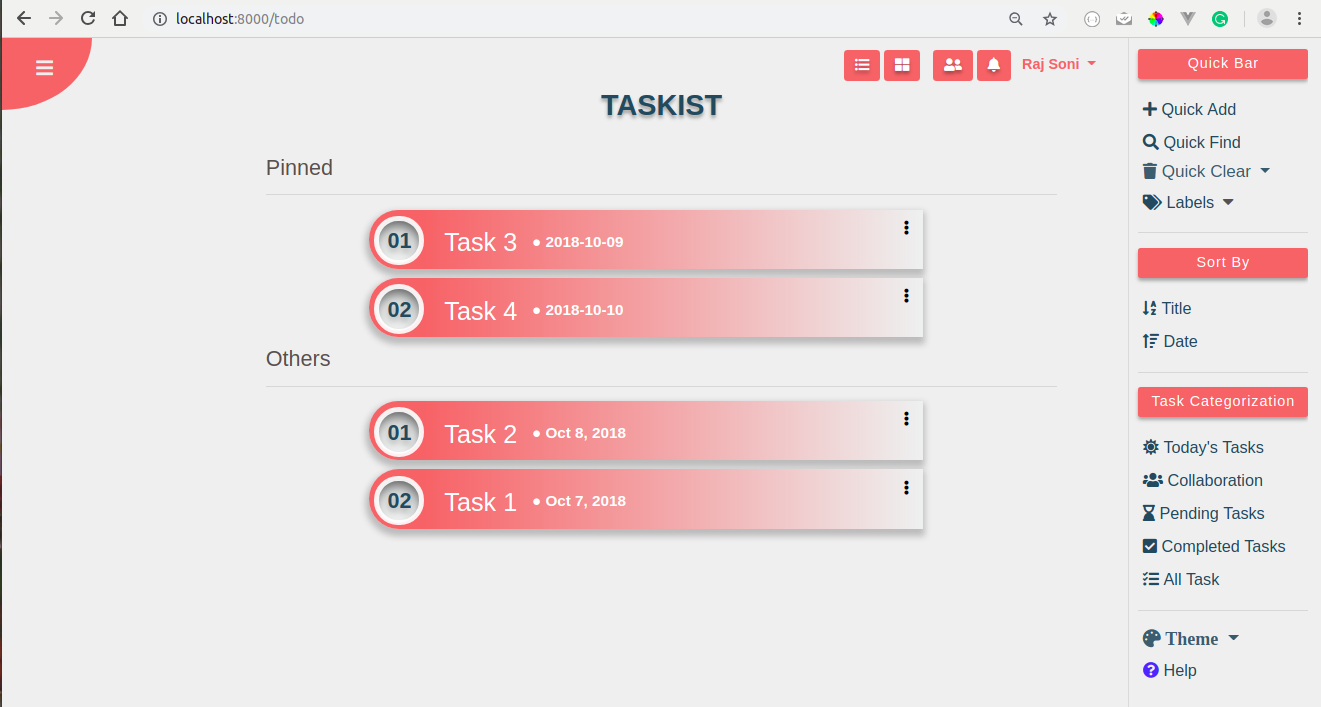 localhost:8000/todo
Raj Soni
TASKIST
Pinned
01 Task 3 • 2018-10-09
02 Task 4 • 2018-10-10
Others
01 Task 2 • Oct 8, 2018
02 Task 1 • Oct 7, 2018
Quick Bar
Quick Add
Quick Find
Quick Clear
Labels
Sort By
Title
Date
Task Categorization
Today's Tasks
Collaboration
Pending Tasks
Completed Tasks
All Task
Theme
Help